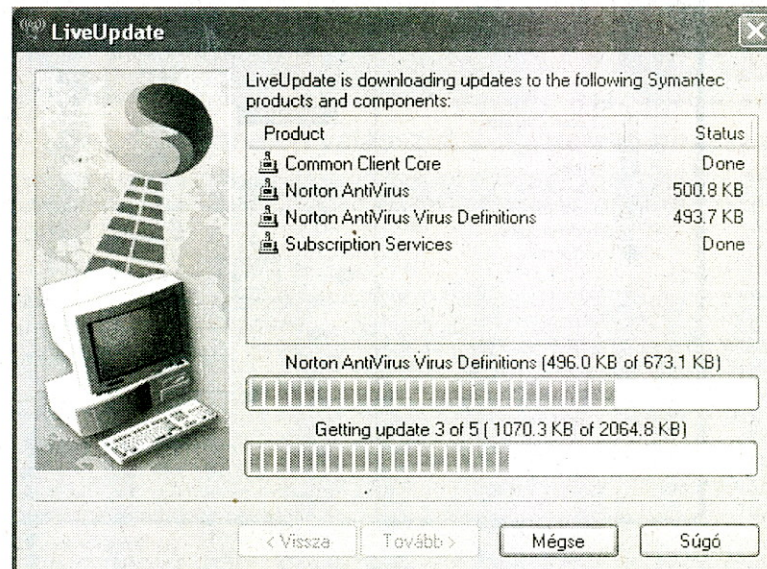 LiveUpdate
LiveUpdate is downloading updates to the following Symantec
products and components:
Product Status
Common Client Core Done
Norton AntiVirus 500.8 KB
Norton AntiVirus Virus Definitions 493.7 KB
Subscription Services Done
Norton AntiVirus Virus Definitions (496.0 KB of 673.1 KB)
Getting update 3 of 5 ( 1070.3 KB of 2064.8 KB)
< Vissza Tovább > Mégse Súgó